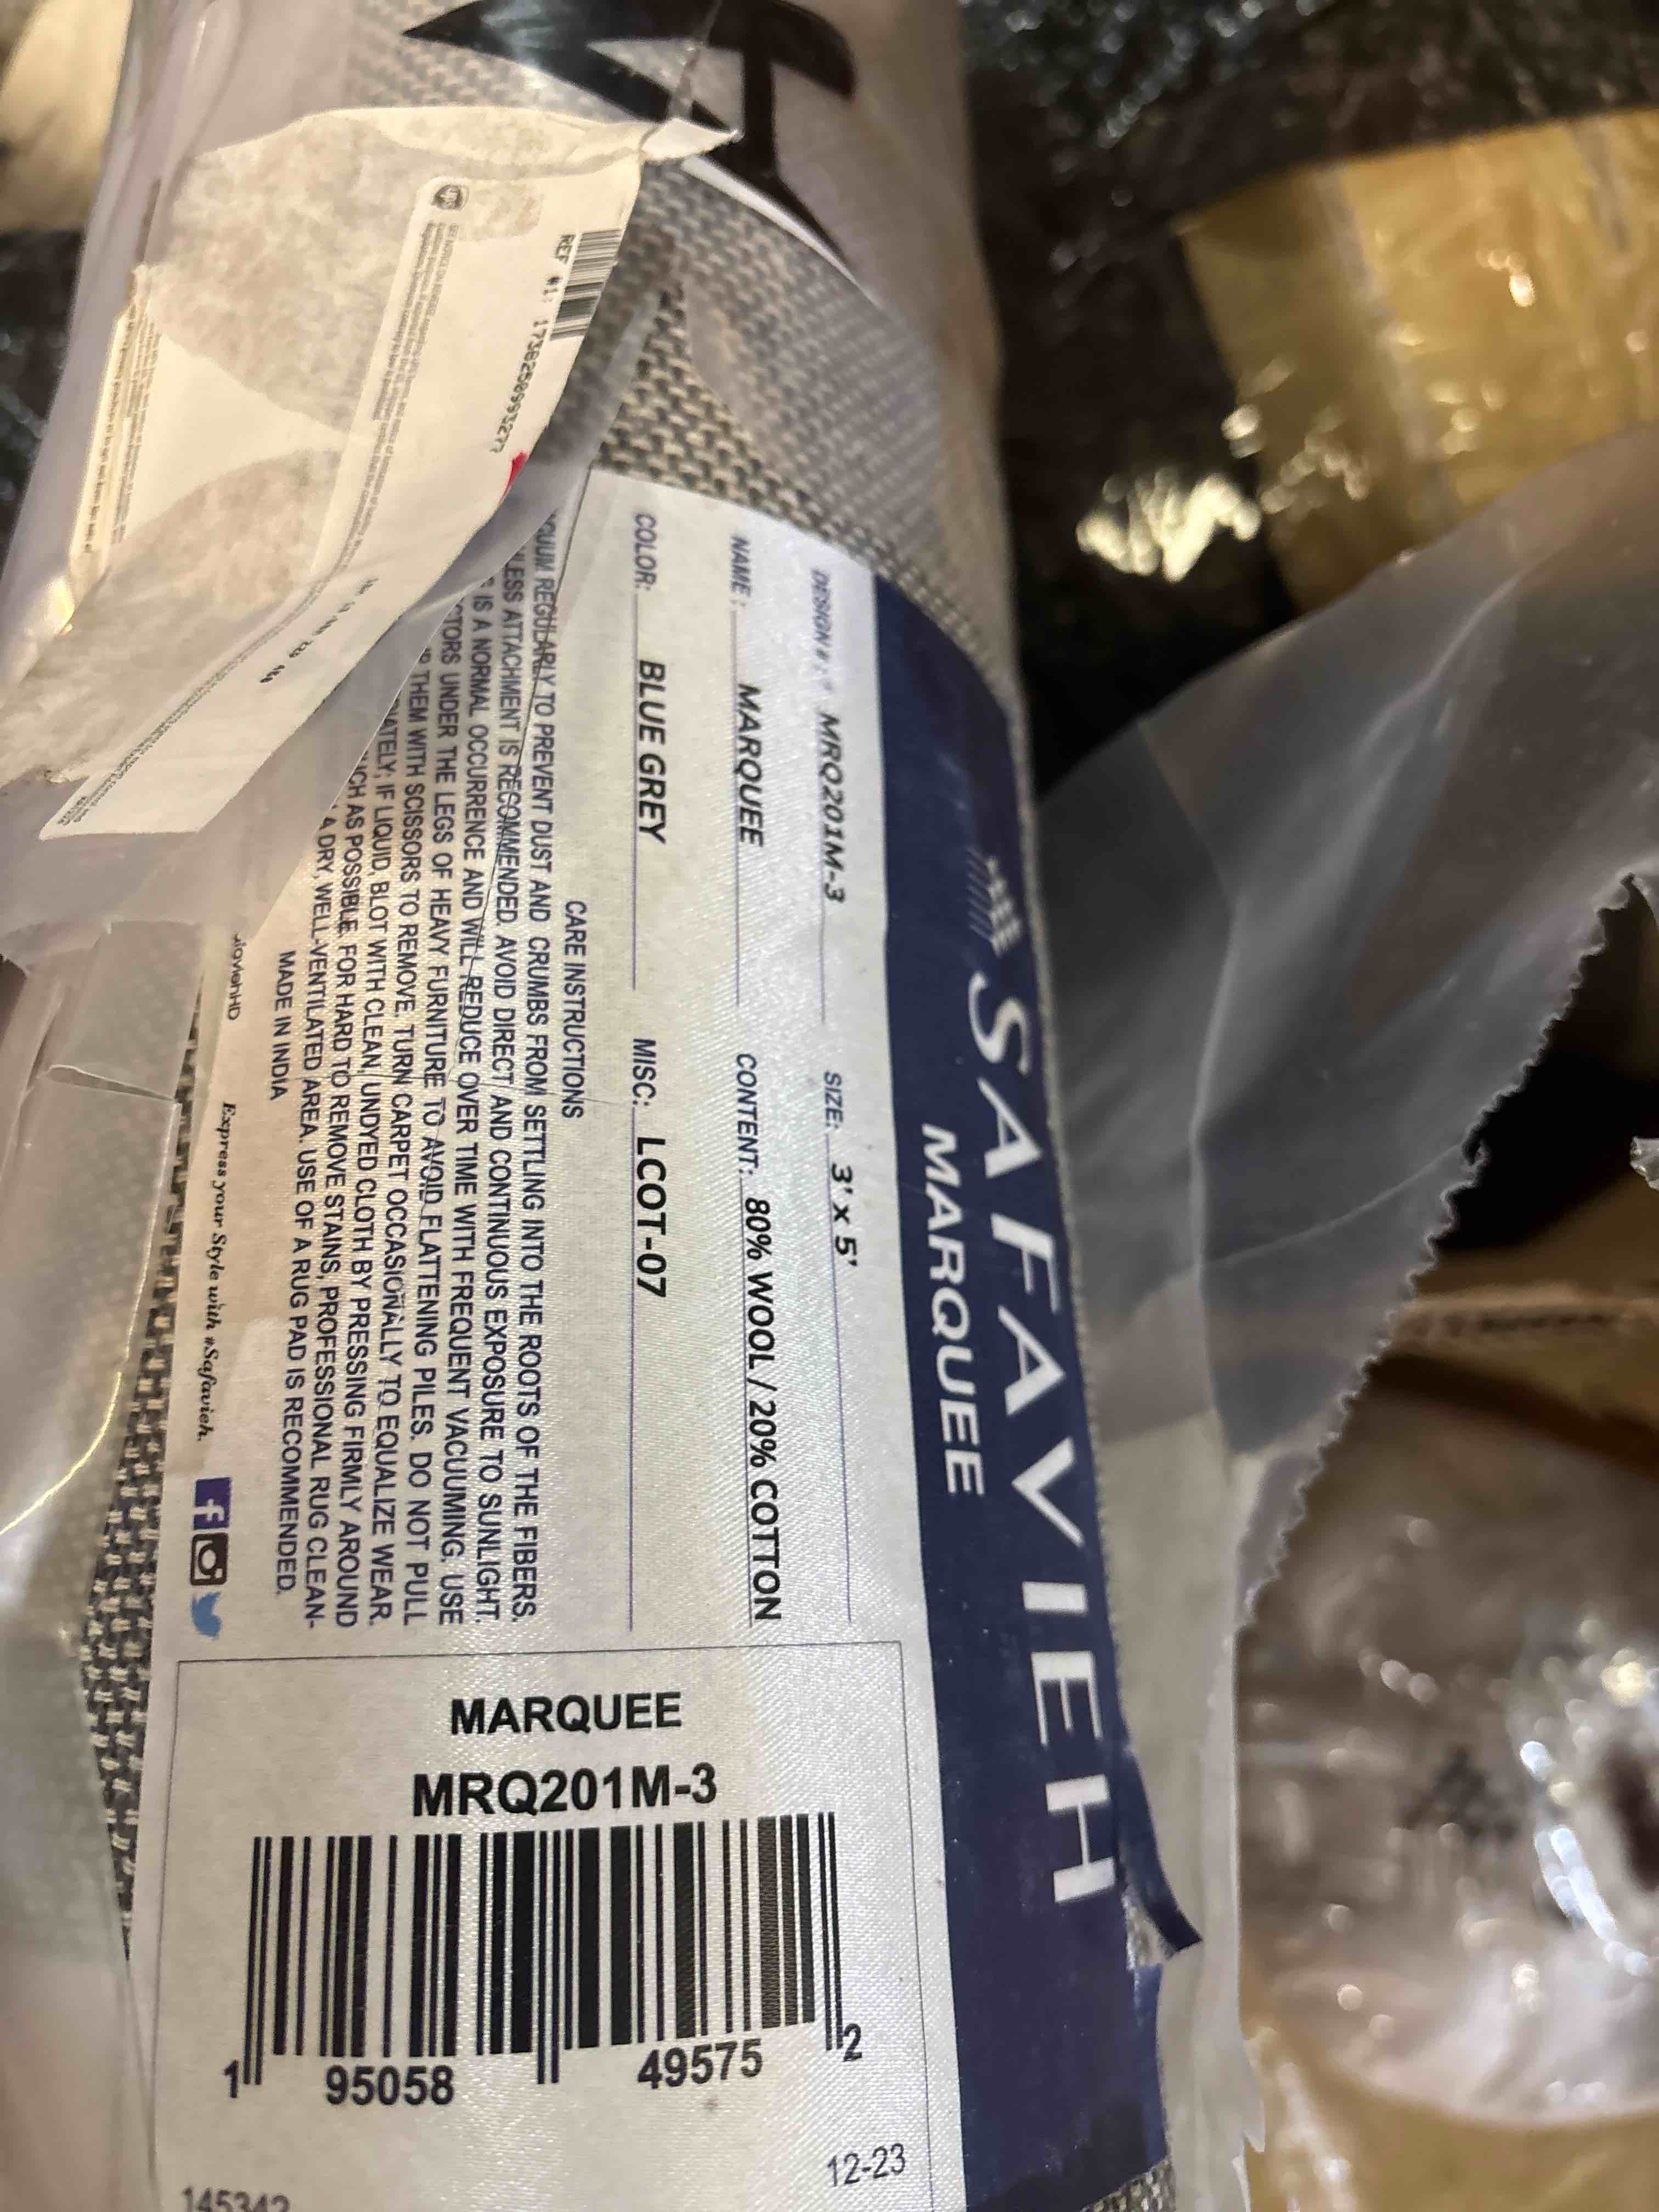 SAFAVIEH
MARQUEE
DESIGN#: MRQ201M-3 SIZE: 3' x 5'
NAME: MARQUEE CONTENT: 80% WOOL / 20% COTTON
COLOR: BLUE GREY MISC: LCOT-07
CARE INSTRUCTIONS
REGULARLY TO PREVENT DUST AND CRUMBS FROM SETTLING INTO THE ROOTS OF THE FIBERS.
ATTACHMENT IS RECOMMENDED. AVOID DIRECT AND CONTINUOUS EXPOSURE TO SUNLIGHT.
IS A NORMAL OCCURRENCE AND WILL REDUCE OVER TIME WITH FREQUENT VACUUMING. USE
UNDER THE LEGS OF HEAVY FURNITURE TO AVOID FLATTENING PILES. DO NOT PULL
THEM WITH SCISSORS TO REMOVE. TURN CARPET OCCASIONALLY TO EQUALIZE WEAR.
IF LIQUID, BLOT WITH CLEAN, UNDYED CLOTH BY PRESSING FIRMLY AROUND
AS POSSIBLE. FOR HARD TO REMOVE STAINS, PROFESSIONAL RUG CLEAN-
A DRY, WELL-VENTILATED AREA. USE OF A RUG PAD IS RECOMMENDED.
MADE IN INDIA
Express your Style with #Safavieh.
MARQUEE
MRQ201M-3
1 95058 49575 2
12-23
145342
REF #1: